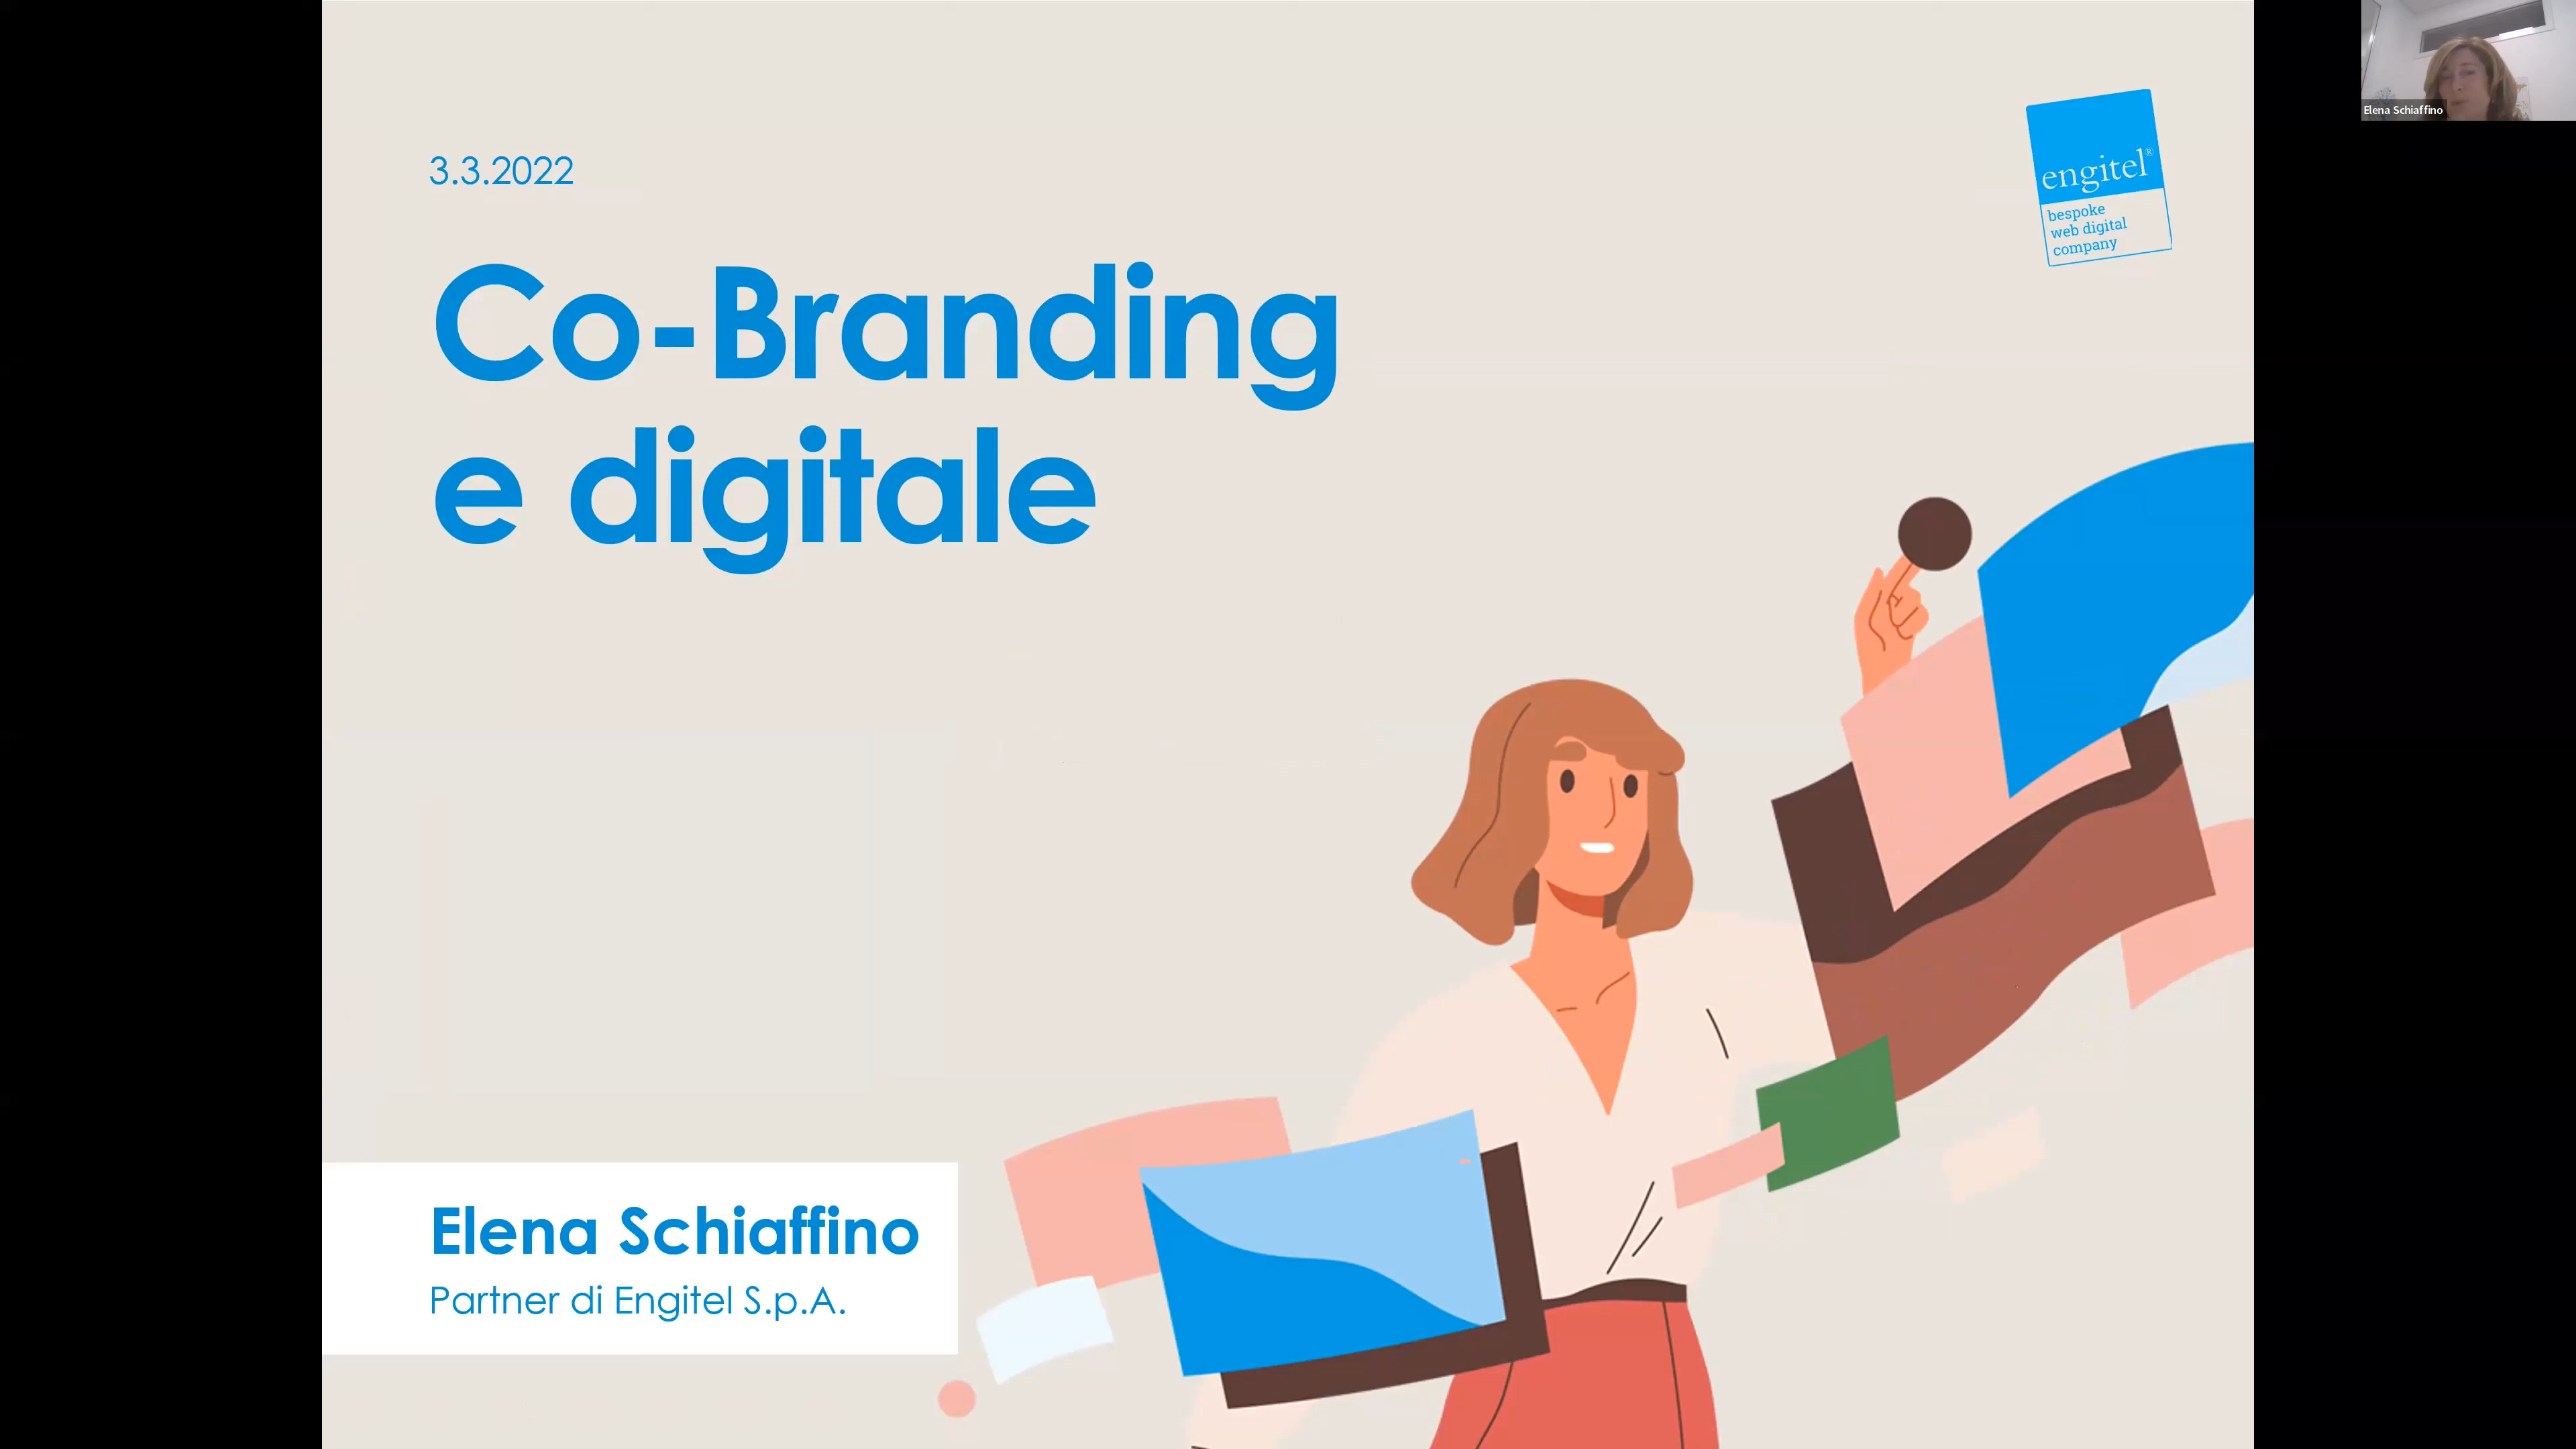 3.3.2022
Co-Branding
e digitale
engitel®
bespoke
web digital
company
Elena Schiaffino
Elena Schiaffino
Partner di Engitel S.p.A.